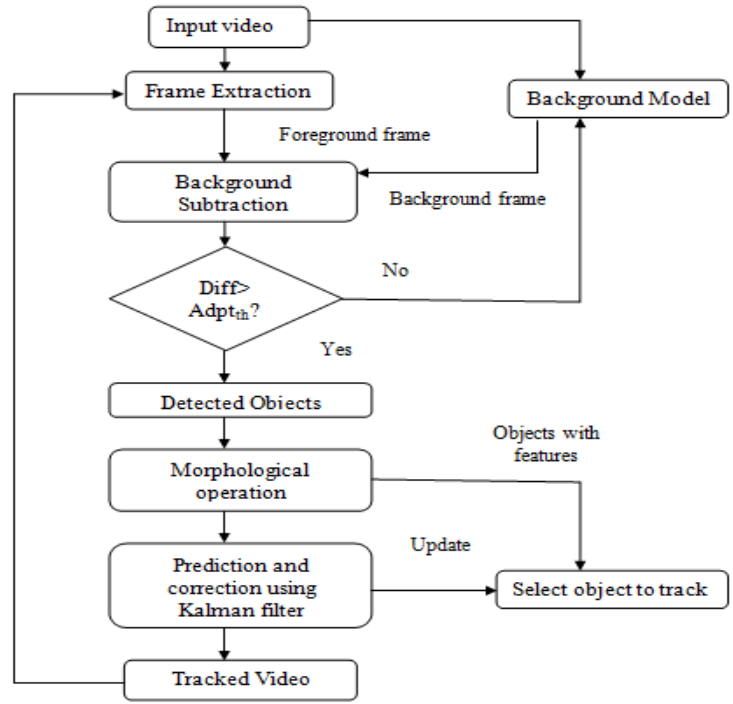 Input video
Frame Extraction
Background Model
Foreground frame
Background
Subtraction
Background frame
No
Diff>
Adptth?
Yes
Detected Objects
Objects with
features
Morphological
operation
Update
Prediction and
correction using
Kalman filter
Select object to track
Tracked Video